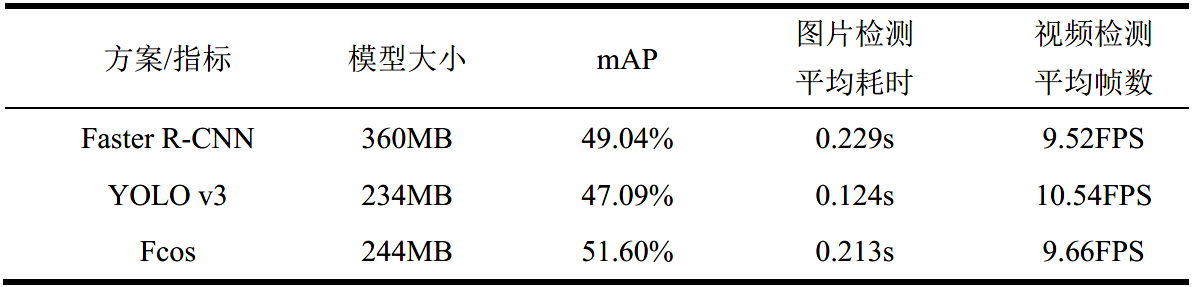 方案/指标 模型大小 mAP 图片检测平均耗时 视频检测平均帧数
Faster R-CNN 360MB 49.04% 0.229s 9.52FPS
YOLO v3 234MB 47.09% 0.124s 10.54FPS
Fcos 244MB 51.60% 0.213s 9.66FPS